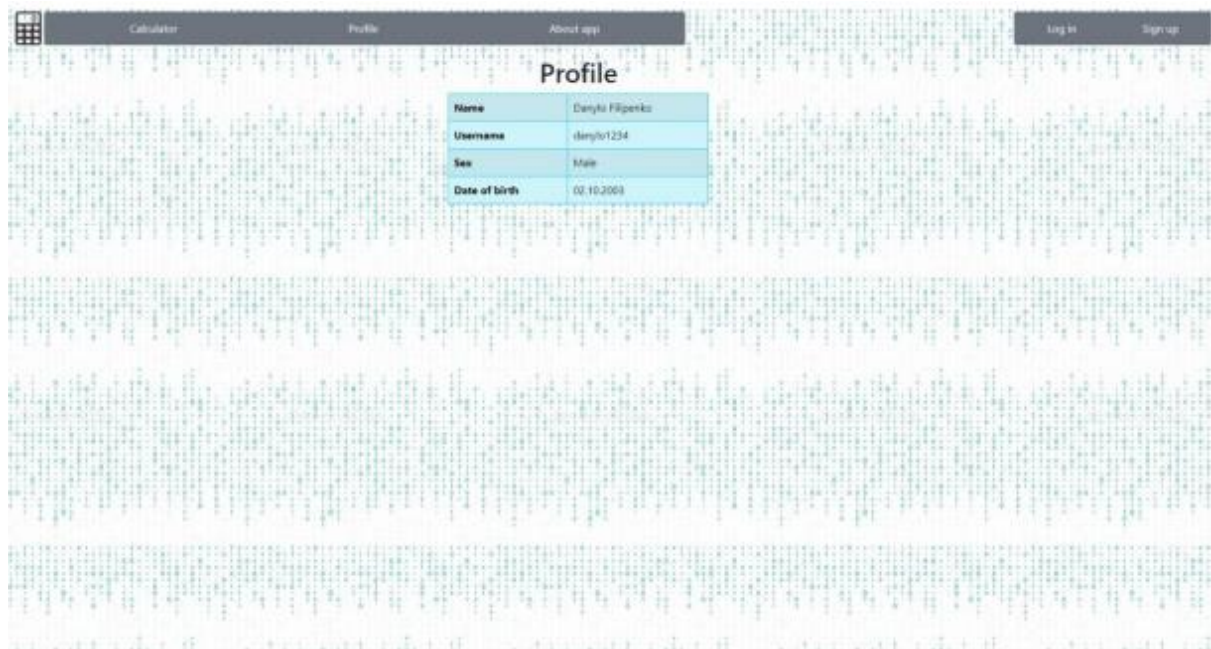 Calculator Profile About app Log in Sign up
Profile
Name Danylo Filipenko
Username danylo1234
Sex Male
Date of birth 02.10.2003